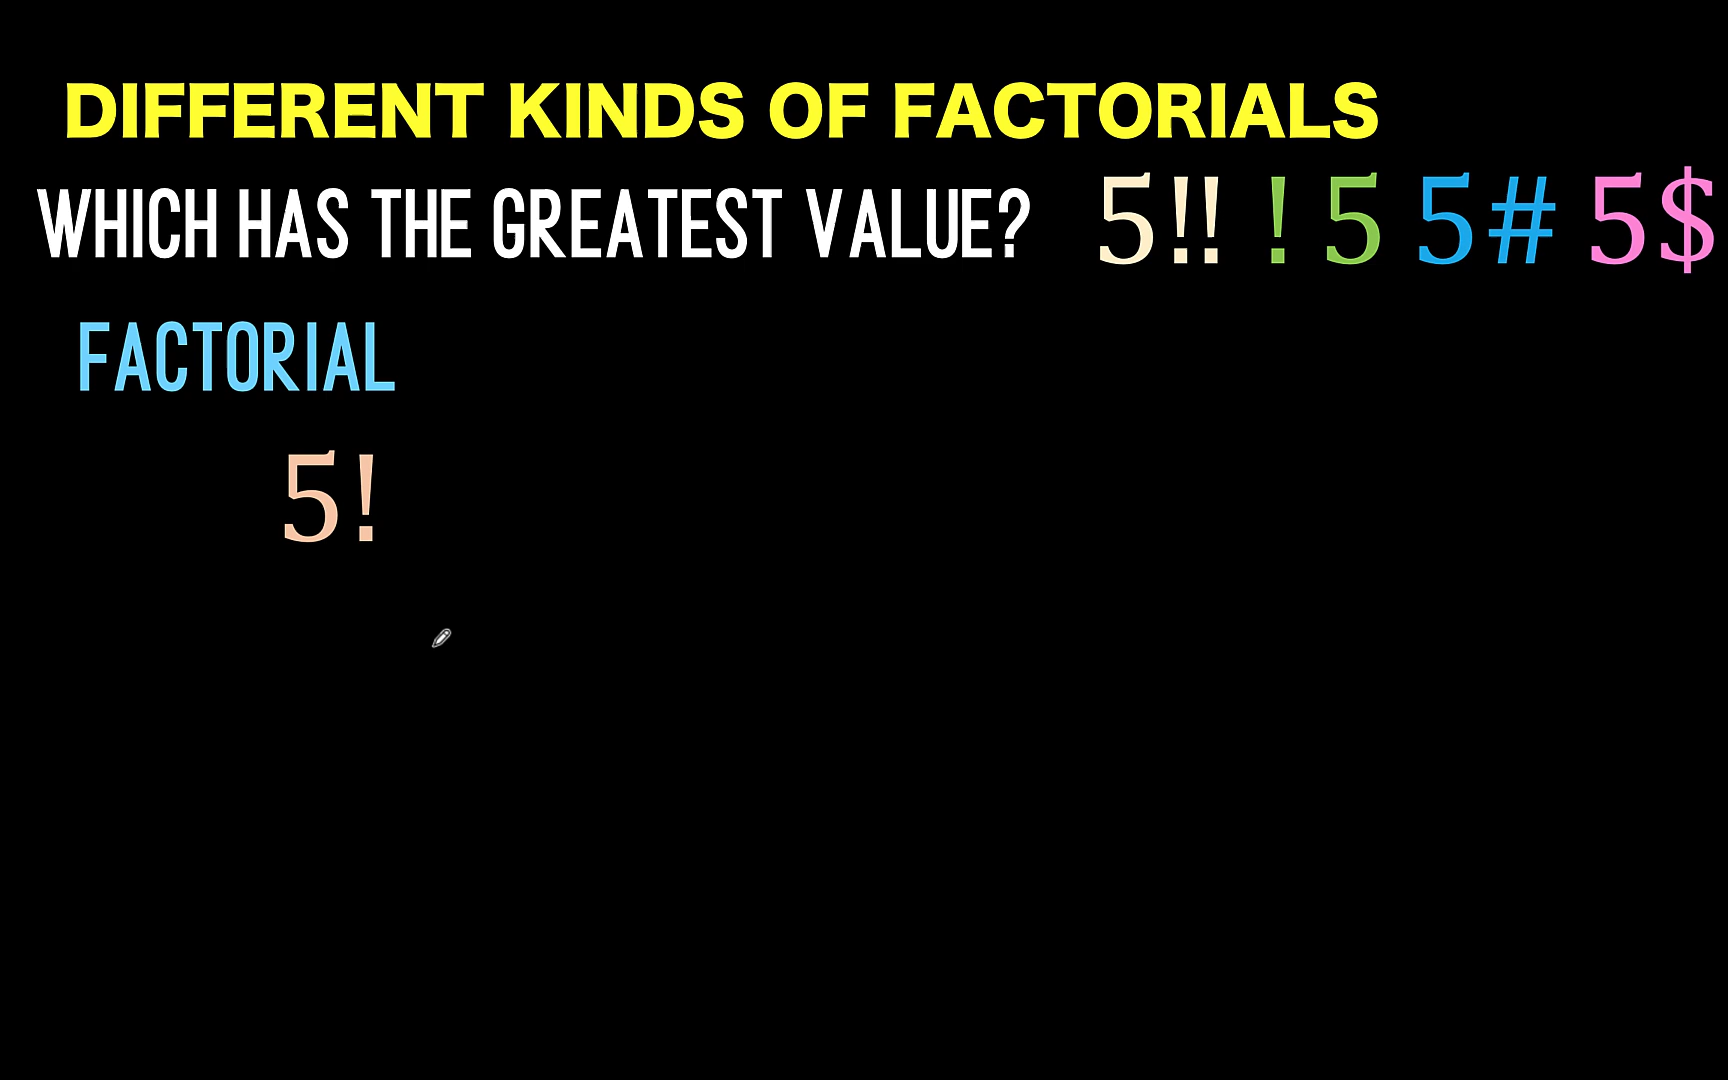 DIFFERENT KINDS OF FACTORIALS
WHICH HAS THE GREATEST VALUE? 5!! !5 5# 5$
FACTORIAL
5!